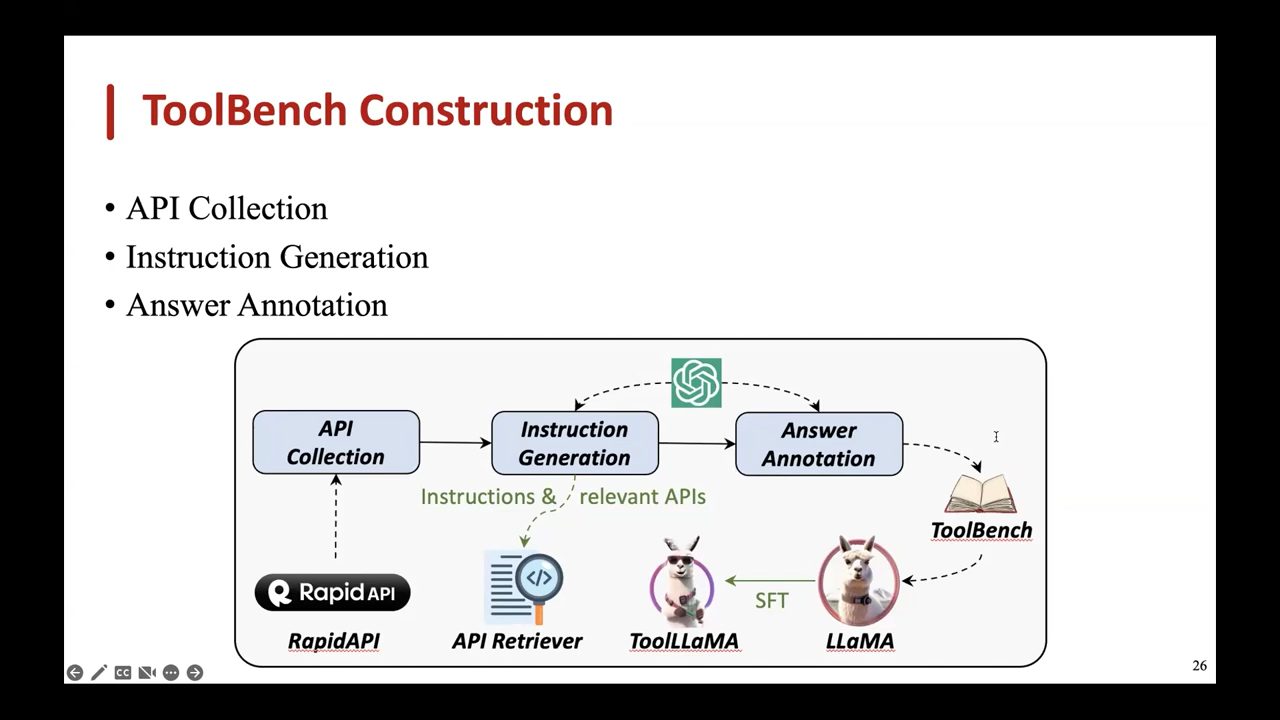 ToolBench Construction
• API Collection
• Instruction Generation
• Answer Annotation
API
Collection
Instruction
Generation
Answer
Annotation
Instructions & relevant APIs
ToolBench
Rapid API
SFT
RapidAPI
API Retriever
ToolLLaMA
LLaMA
CC
26